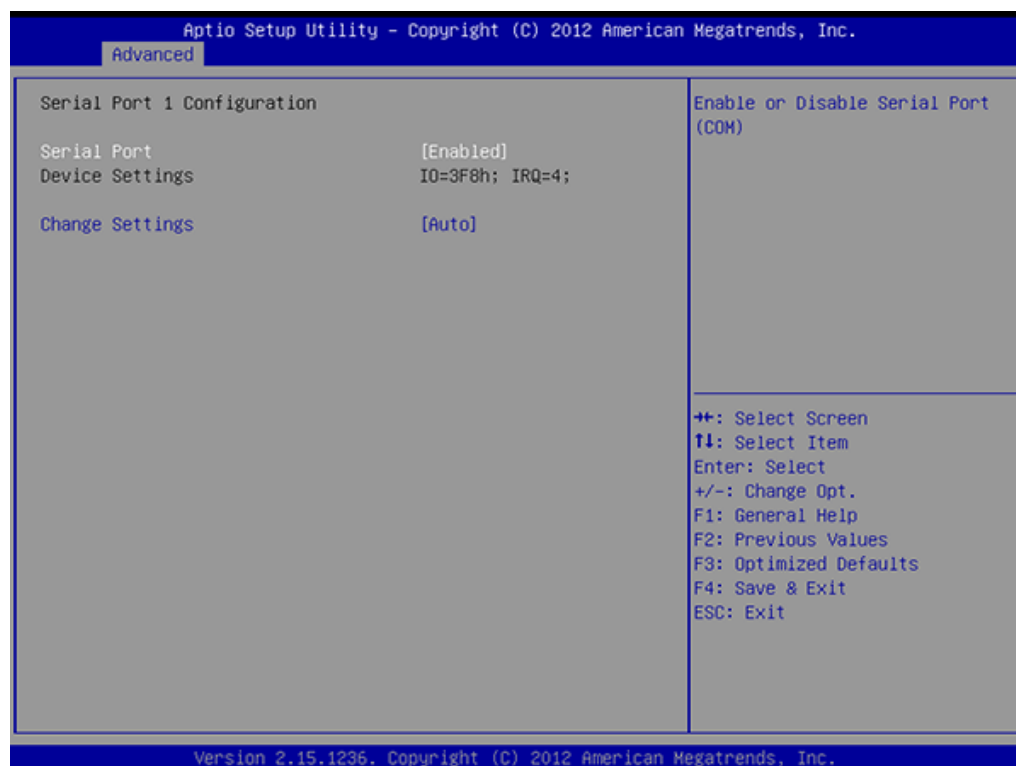 Aptio Setup Utility – Copyright (C) 2012 American Megatrends, Inc.
Advanced
Serial Port 1 Configuration
Serial Port [Enabled]
Device Settings IO=3F8h; IRQ=4;
Change Settings [Auto]
Enable or Disable Serial Port
(COM)
→←: Select Screen
↑↓: Select Item
Enter: Select
+/-: Change Opt.
F1: General Help
F2: Previous Values
F3: Optimized Defaults
F4: Save & Exit
ESC: Exit
Version 2.15.1236. Copyright (C) 2012 American Megatrends, Inc.